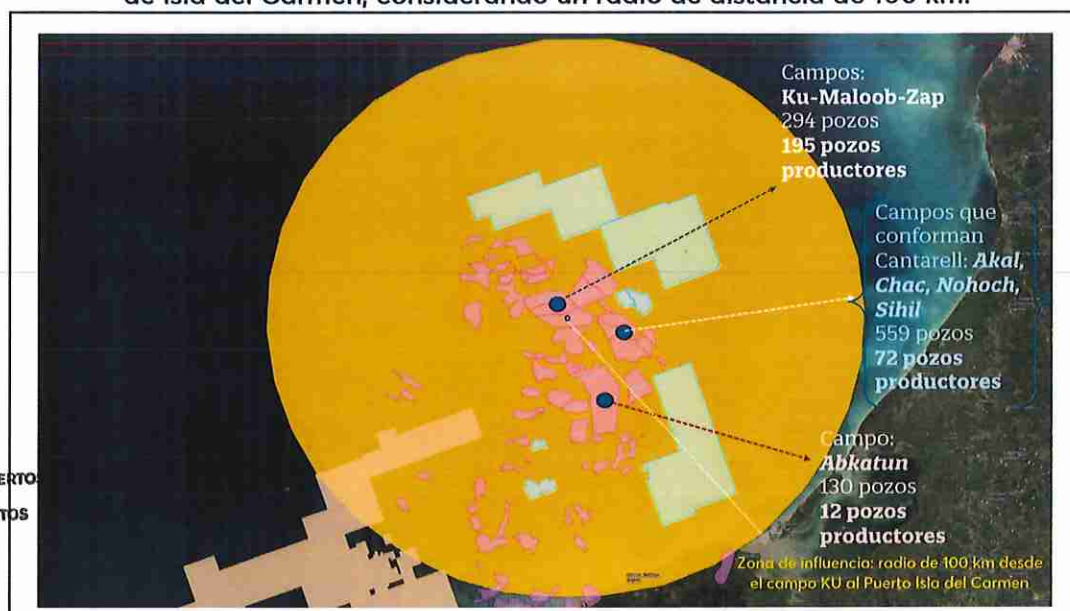 de Isla del Carmen, considerando un radio de distancia de 100 km.
Campos:
Ku-Maloob-Zap
294 pozos
195 pozos
productores
Campos que
conforman
Cantarell: Akal,
Chac, Nohoch,
Sihil
559 pozos
72 pozos
productores
Campo:
Abkatun
130 pozos
12 pozos
productores
ERTOS
TOS
Zona de influencia: radio de 100 km desde
el campo KU al Puerto Isla del Carmen